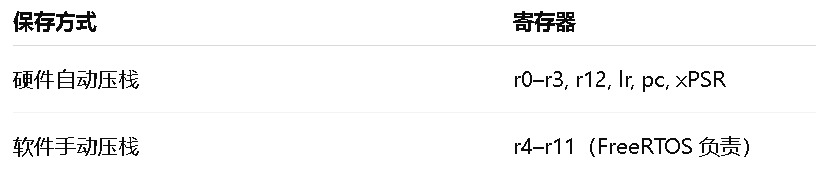 保存方式 寄存器
硬件自动压栈 r0–r3, r12, lr, pc, xPSR
软件手动压栈 r4–r11（FreeRTOS 负责）